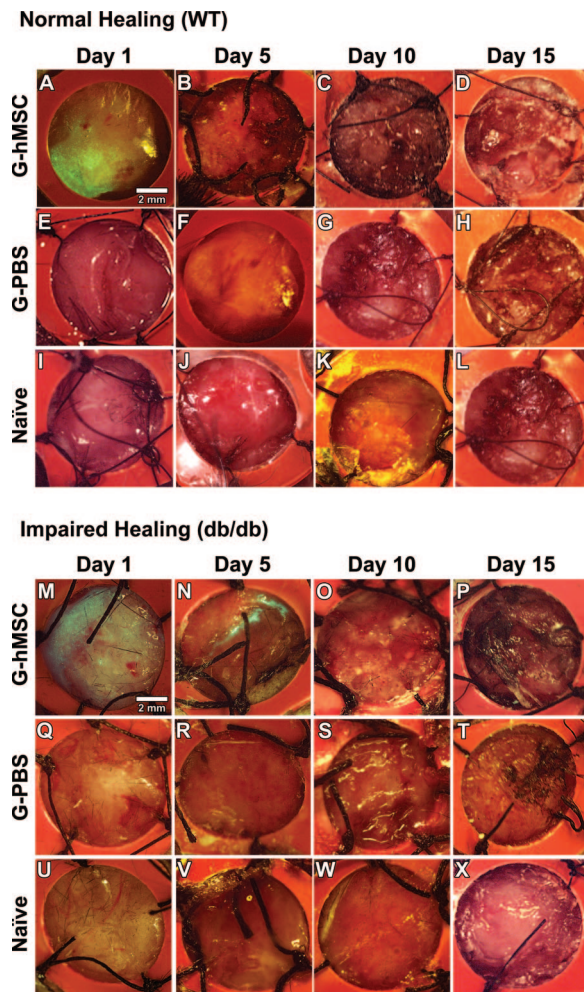 Normal Healing (WT)
Day 1 Day 5 Day 10 Day 15
G-hMSC
A B C D
2 mm
G-PBS
E F G H
Naïve
I J K L
Impaired Healing (db/db)
Day 1 Day 5 Day 10 Day 15
G-hMSC
M N O P
2 mm
G-PBS
Q R S T
Naïve
U V W X